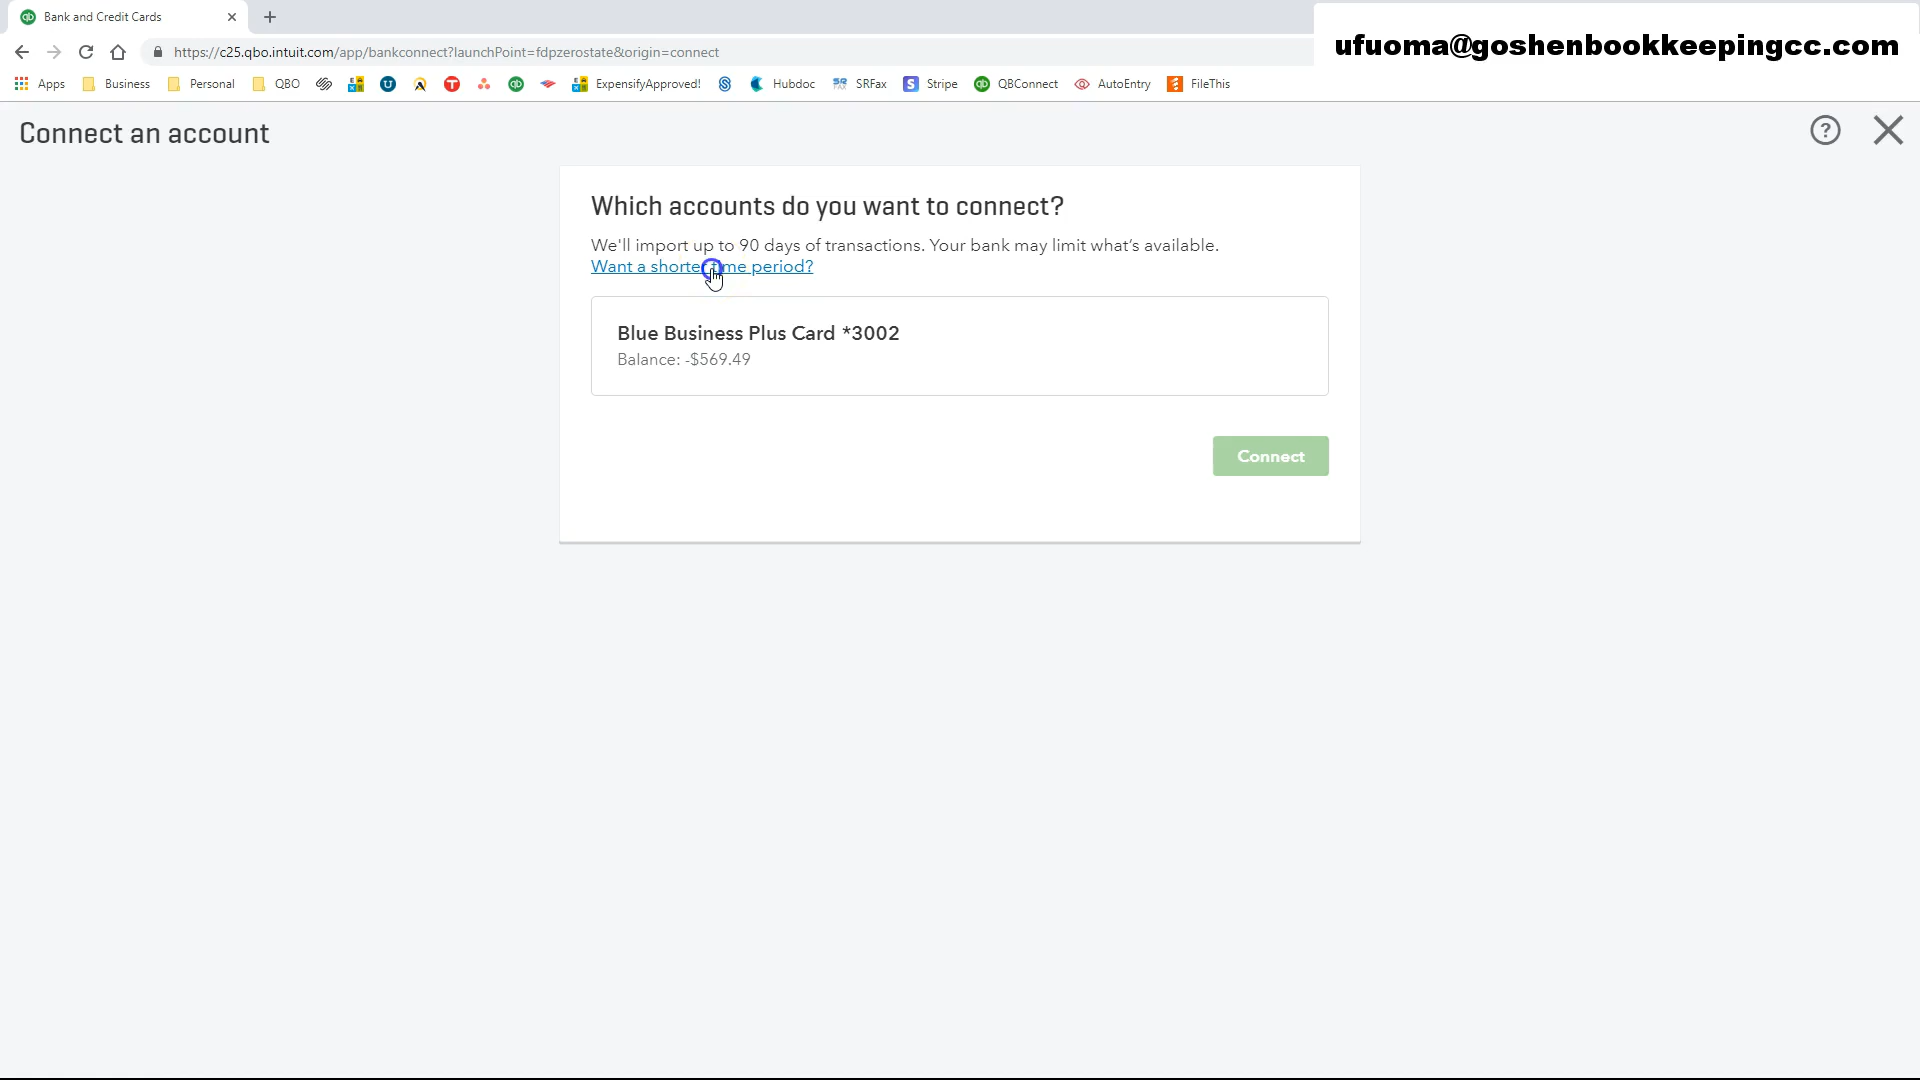 Bank and Credit Cards
https://c25.qbo.intuit.com/app/bankconnect?launchPoint=fdpzerostate&origin=connect
ufuoma@goshenbookkeepingcc.com
Apps Business Personal QBO ExpensifyApproved! Hubdoc SRFax Stripe QBConnect AutoEntry FileThis
Connect an account
Which accounts do you want to connect?
We'll import up to 90 days of transactions. Your bank may limit what's available.
Want a shorter time period?
Blue Business Plus Card *3002
Balance: -$569.49
Connect